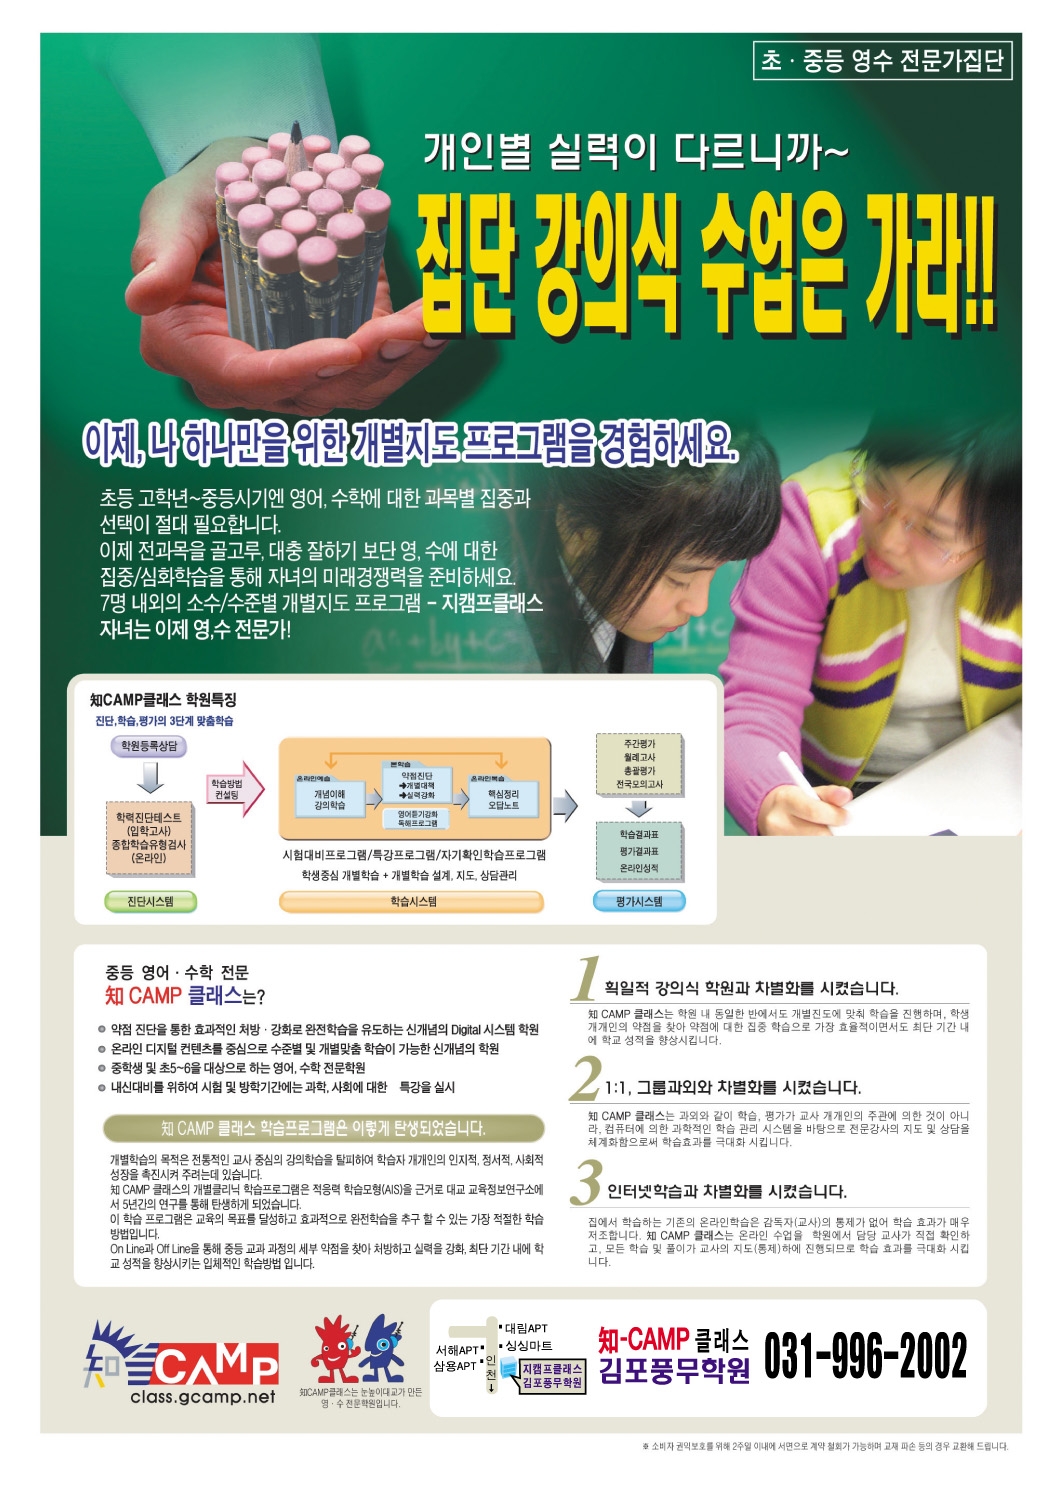 초 · 중등 영수 전문가집단
개인별 실력이 다르니까~
집단 강의식 수업은 가라!!
이제, 나 하나만을 위한 개별지도 프로그램을 경험하세요.
초등 고학년~중등시기엔 영어, 수학에 대한 과목별 집중과
선택이 절대 필요합니다.
이제 전과목을 골고루, 대충 잘하기 보단 영, 수에 대한
집중/심화학습을 통해 자녀의 미래경쟁력을 준비하세요.
7명 내외의 소수/수준별 개별지도 프로그램 – 지캠프클래스
자녀는 이제 영,수 전문가!
知CAMP클래스 학원특징
진단,학습,평가의 3단계 맞춤학습
학원등록상담
학력진단테스트
(입학고사)
종합학습유형검사
(온라인)
진단시스템
학습방법
컨설팅
온라인예습
개념이해
강의학습
본학습
약점진단
➔개별대책
➔실력강화
영어듣기강화
독해프로그램
온라인복습
핵심정리
오답노트
시험대비프로그램/특강프로그램/자기확인학습프로그램
학생중심 개별학습 + 개별학습 설계, 지도, 상담관리
학습시스템
주간평가
월례고사
총괄평가
전국모의고사
학습결과표
평가결과표
온라인성적
평가시스템
중등 영어 · 수학 전문
知 CAMP 클래스는?
약점 진단을 통한 효과적인 처방 · 강화로 완전학습을 유도하는 신개념의 Digital 시스템 학원
온라인 디지털 컨텐츠를 중심으로 수준별 및 개별맞춤 학습이 가능한 신개념의 학원
중학생 및 초5~6을 대상으로 하는 영어, 수학 전문학원
내신대비를 위하여 시험 및 방학기간에는 과학, 사회에 대한 특강을 실시
知 CAMP 클래스 학습프로그램은 이렇게 탄생되었습니다.
개별학습의 목적은 전통적인 교사 중심의 강의학습을 탈피하여 학습자 개개인의 인지적, 정서적, 사회적
성장을 촉진시켜 주려는데 있습니다.
知 CAMP 클래스의 개별클리닉 학습프로그램은 적응력 학습모형(AIS)을 근거로 대교 교육정보연구소에
서 5년간의 연구를 통해 탄생하게 되었습니다.
이 학습 프로그램은 교육의 목표를 달성하고 효과적으로 완전학습을 추구 할 수 있는 가장 적절한 학습
방법입니다.
On Line과 Off Line을 통해 중등 교과 과정의 세부 약점을 찾아 처방하고 실력을 강화, 최단 기간 내에 학
교 성적을 향상시키는 입체적인 학습방법 입니다.
1 획일적 강의식 학원과 차별화를 시켰습니다.
知 CAMP 클래스는 학원 내 동일한 반에서도 개별진도에 맞춰 학습을 진행하며, 학생
개개인의 약점을 찾아 약점에 대한 집중 학습으로 가장 효율적이면서도 최단 기간 내
에 학교 성적을 향상시킵니다.
2 1:1, 그룹과외와 차별화를 시켰습니다.
知 CAMP 클래스는 과외와 같이 학습, 평가가 교사 개개인의 주관에 의한 것이 아니
라, 컴퓨터에 의한 과학적인 학습 관리 시스템을 바탕으로 전문강사의 지도 및 상담을
체계화함으로써 학습효과를 극대화 시킵니다.
3 인터넷학습과 차별화를 시켰습니다.
집에서 학습하는 기존의 온라인학습은 감독자(교사)의 통제가 없어 학습 효과가 매우
저조합니다. 知 CAMP 클래스는 온라인 수업을 학원에서 담당 교사가 직접 확인하
고, 모든 학습 및 풀이가 교사의 지도(통제)하에 진행되므로 학습 효과를 극대화 시킵
니다.
知 CAMP
class.gcamp.net
知CAMP클래스는 눈높이대교가 만든
영 · 수 전문학원입니다.
대림APT
싱싱마트
서해APT
삼용APT
인천↓
지캠프클래스
김포풍무학원
知-CAMP 클래스
김포풍무학원
031-996-2002
※ 소비자 권익보호를 위해 2주일 이내에 서면으로 계약 철회가 가능하며 교재 파손 등의 경우 교환해 드립니다.